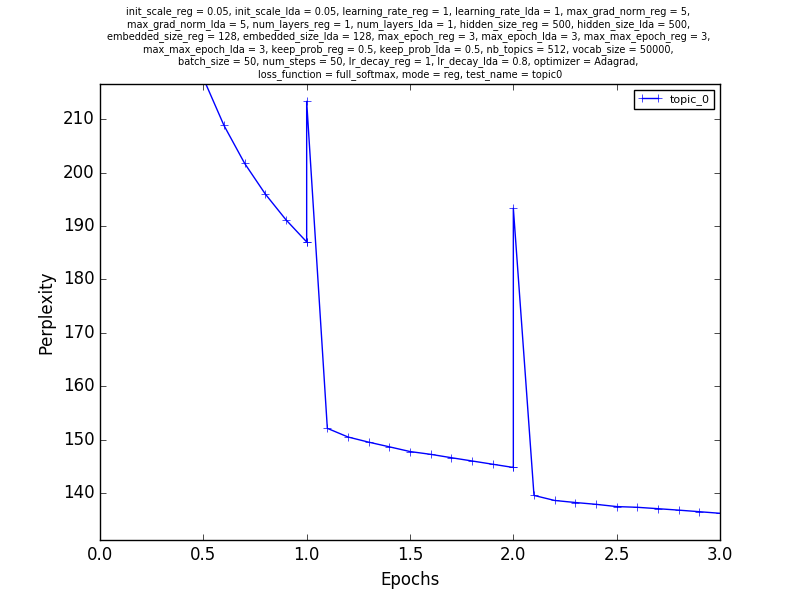 init_scale_reg = 0.05, init_scale_lda = 0.05, learning_rate_reg = 1, learning_rate_lda = 1, max_grad_norm_reg = 5,
max_grad_norm_lda = 5, num_layers_reg = 1, num_layers_lda = 1, hidden_size_reg = 500, hidden_size_lda = 500,
embedded_size_reg = 128, embedded_size_lda = 128, max_epoch_reg = 3, max_epoch_lda = 3, max_max_epoch_reg = 3,
max_max_epoch_lda = 3, keep_prob_reg = 0.5, keep_prob_lda = 0.5, nb_topics = 512, vocab_size = 50000,
batch_size = 50, num_steps = 50, lr_decay_reg = 1, lr_decay_lda = 0.8, optimizer = Adagrad,
loss_function = full_softmax, mode = reg, test_name = topic0
topic_0
210
200
190
180
170
160
150
140
Perplexity
0.0 0.5 1.0 1.5 2.0 2.5 3.0
Epochs